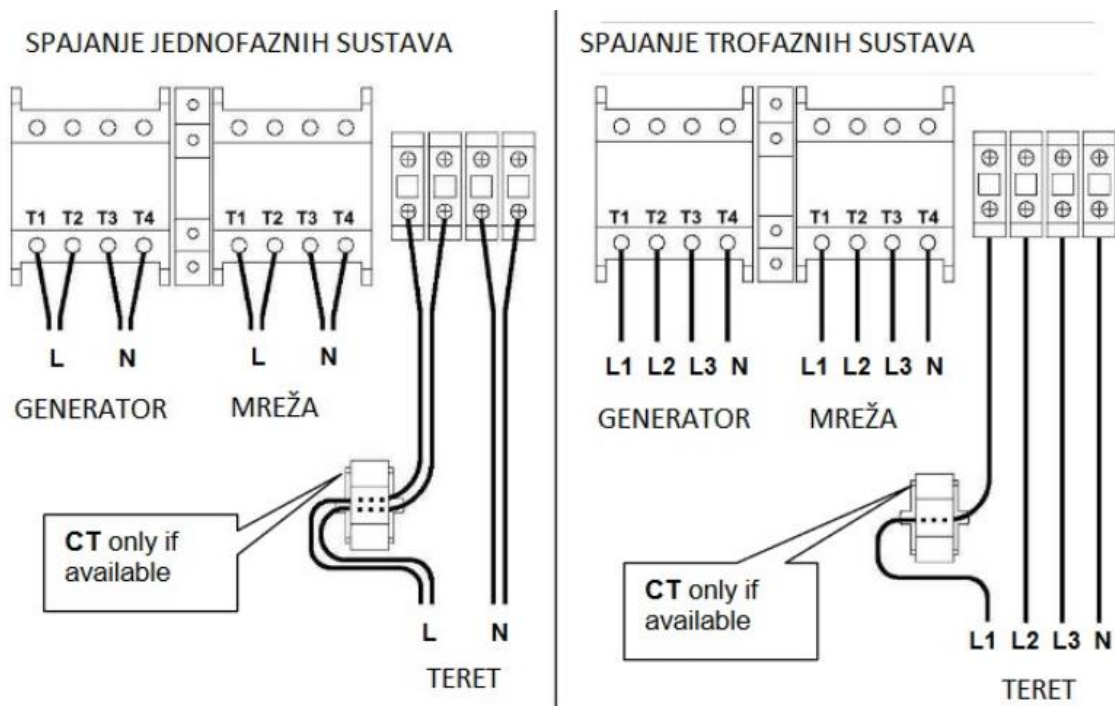 SPAJANJE JEDNOFAZNIH SUSTAVA
T1 T2 T3 T4 T1 T2 T3 T4
L N L N
GENERATOR MREŽA
CT only if
available
L N
TERET
SPAJANJE TROFAZNIH SUSTAVA
T1 T2 T3 T4 T1 T2 T3 T4
L1 L2 L3 N L1 L2 L3 N
GENERATOR MREŽA
CT only if
available
L1 L2 L3 N
TERET